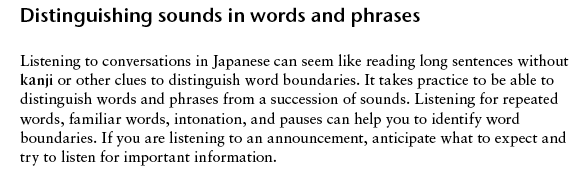 Distinguishing sounds in words and phrases
Listening to conversations in Japanese can seem like reading long sentences without
kanji or other clues to distinguish word boundaries. It takes practice to be able to
distinguish words and phrases from a succession of sounds. Listening for repeated
words, familiar words, intonation, and pauses can help you to identify word
boundaries. If you are listening to an announcement, anticipate what to expect and
try to listen for important information.